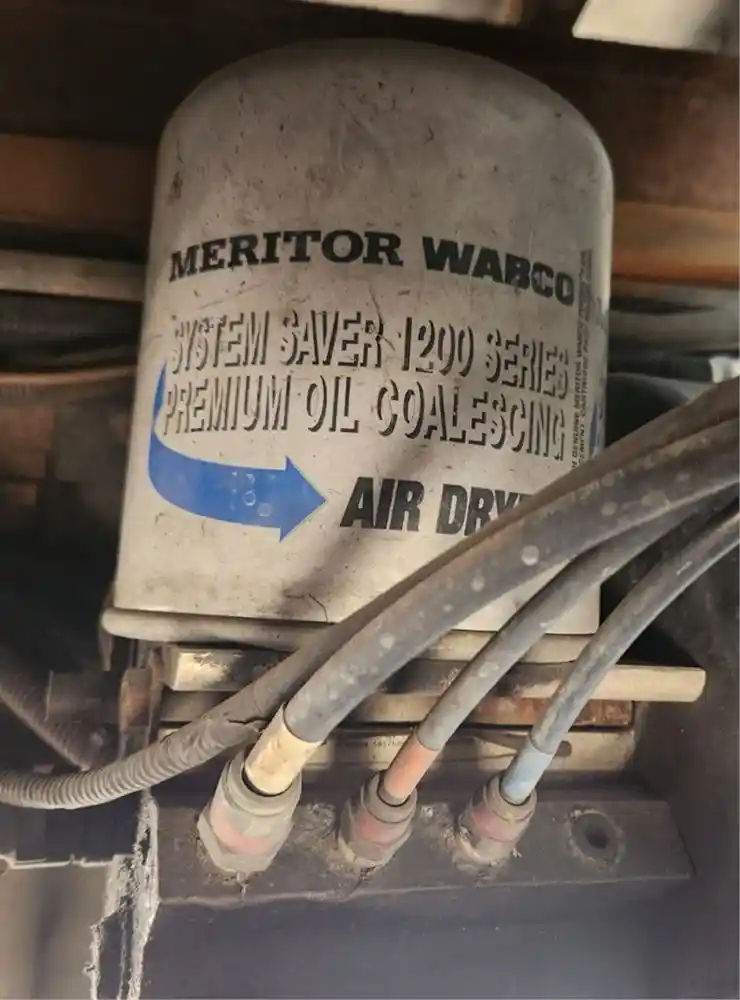 MERITOR WABCO
SYSTEM SAVER 1200 SERIES
PREMIUM OIL COALESCING
AIR DRY